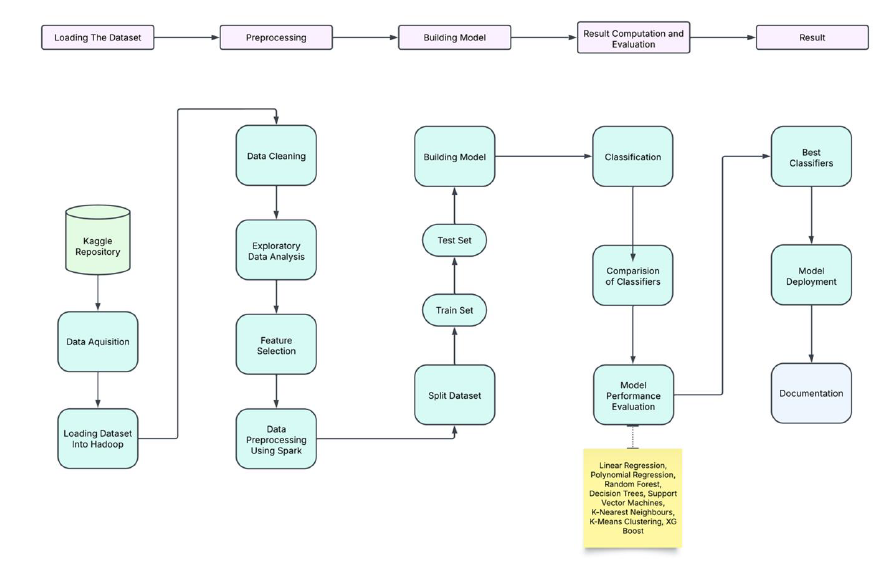 Loading The Dataset
Preprocessing
Building Model
Result Computation and
Evaluation
Result
Kaggle
Repository
Data Aquisition
Loading Dataset
Into Hadoop
Data Cleaning
Exploratory
Data Analysis
Feature
Selection
Data
Preprocessing
Using Spark
Building Model
Test Set
Train Set
Split Dataset
Classification
Comparision
of Classifiers
Model
Performance
Evaluation
Linear Regression,
Polynomial Regression,
Random Forest,
Decision Trees, Support
Vector Machines,
K-Nearest Neighbours,
K-Means Clustering, XG
Boost
Best
Classifiers
Model
Deployment
Documentation